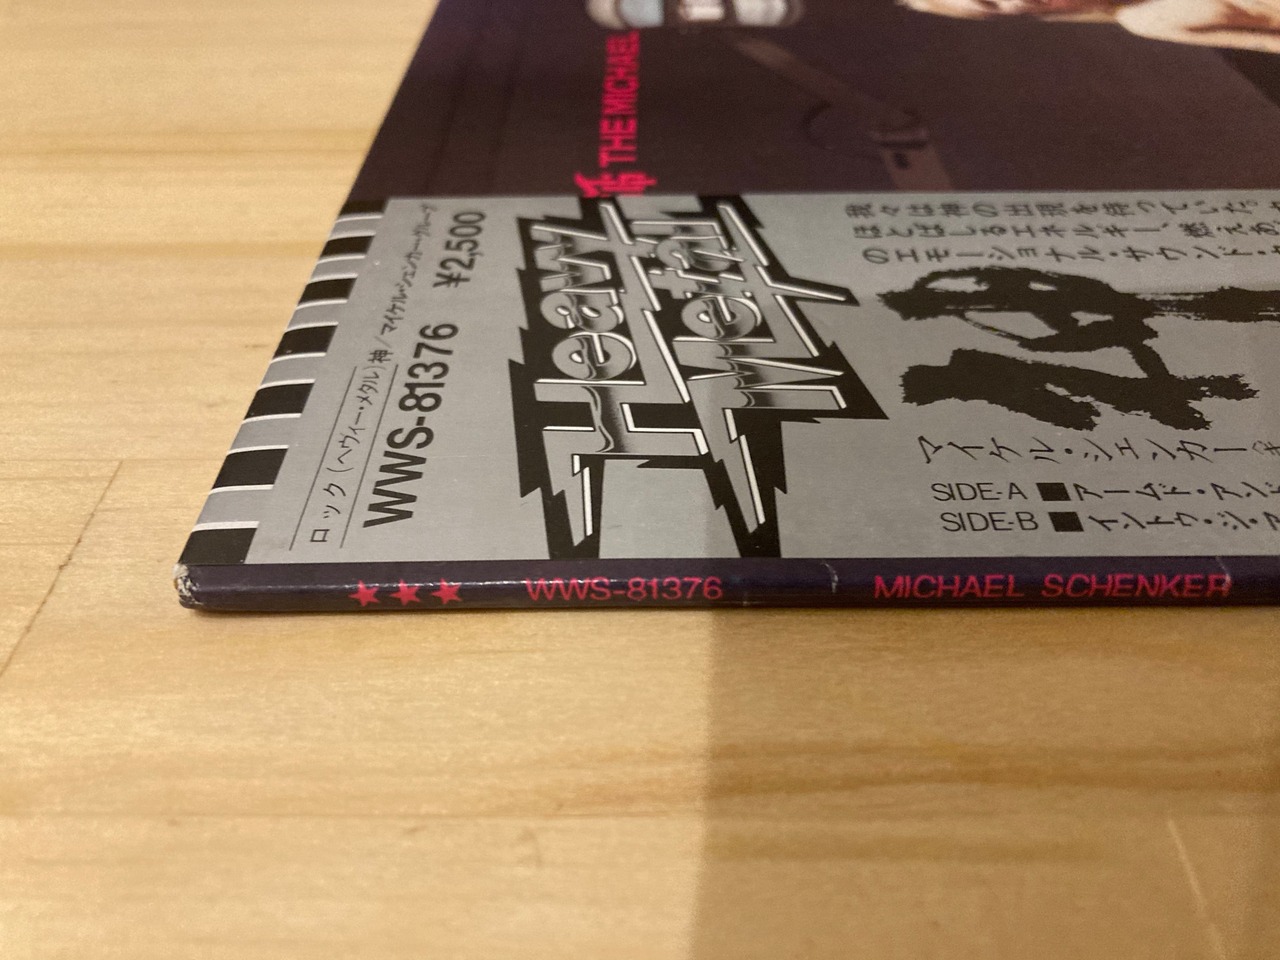 THE MICHAEL
ロック(ヘヴィー・メタル)神/マイケル・シェンカー・グループ
WWS-81376 ¥2,500
Heavy
Metal
我々は神の出現を待っていた。
ほとばしるエネルギー、燃えあ
のエモーショナル・サウンド・
マイケル・シェンカー
SIDE-A ■アームド・アンド
SIDE-B ■イントゥ・ジ・ア
★★★ WWS-81376 MICHAEL SCHENKER